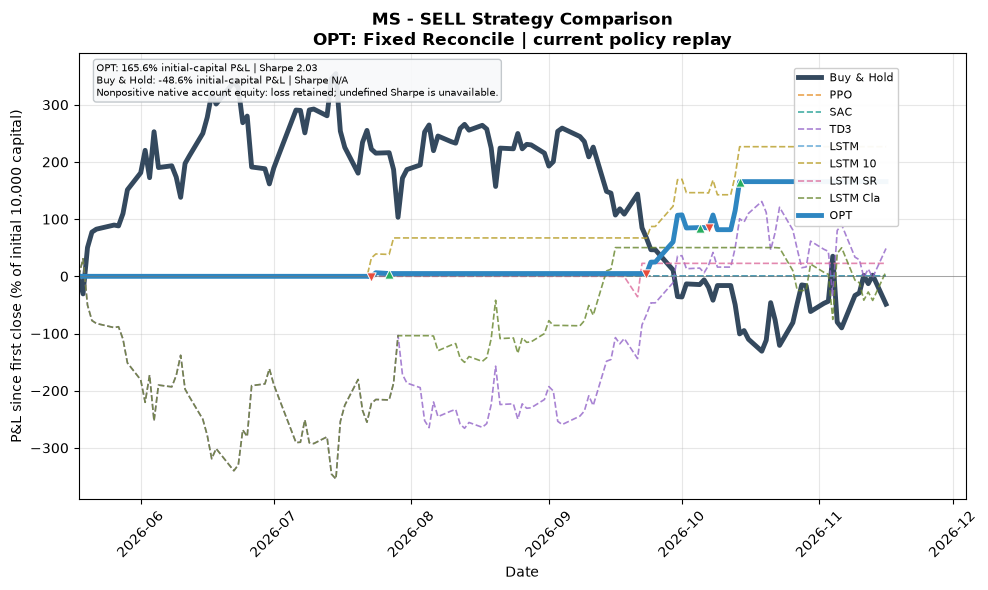 MS - SELL Strategy Comparison
OPT: Fixed Reconcile | current policy replay
OPT: 165.6% initial-capital P&L | Sharpe 2.03
Buy & Hold: -48.6% initial-capital P&L | Sharpe N/A
Nonpositive native account equity: loss retained; undefined Sharpe is unavailable.
Buy & Hold
PPO
SAC
TD3
LSTM
LSTM 10
LSTM SR
LSTM Cla
OPT
P&L since first close (% of initial 10,000 capital)
300
200
100
0
−100
−200
−300
2026-06
2026-07
2026-08
2026-09
2026-10
2026-11
2026-12
Date